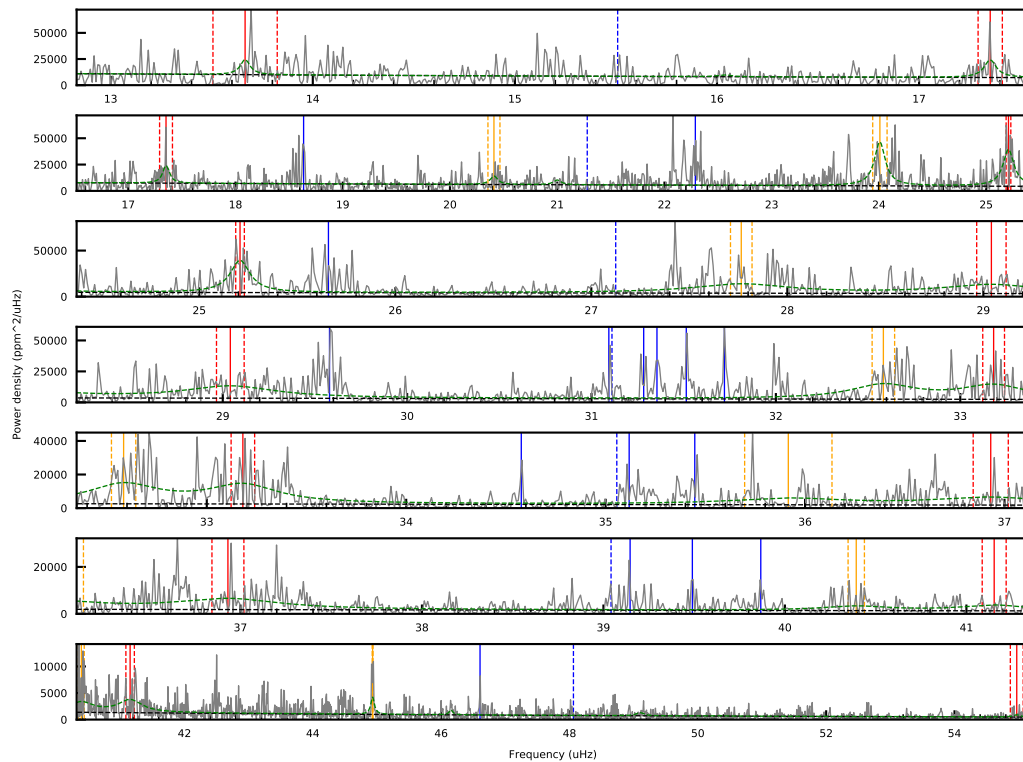 50000
25000
0
13 14 15 16 17
50000
25000
0
17 18 19 20 21 22 23 24 25
50000
0
25 26 27 28 29
50000
25000
0
29 30 31 32 33
40000
20000
0
33 34 35 36 37
20000
0
37 38 39 40 41
10000
5000
0
42 44 46 48 50 52 54
Power density (ppm^2/uHz)
Frequency (uHz)